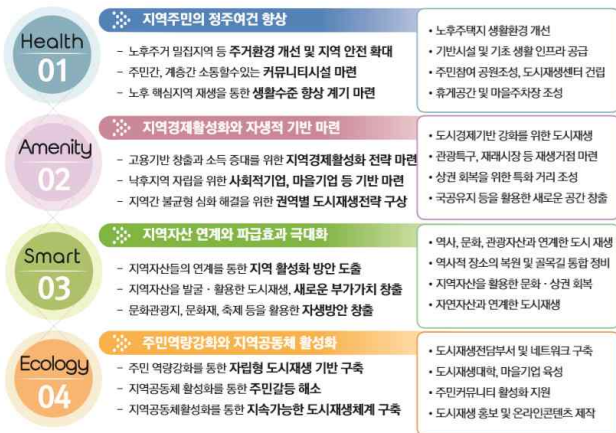 Health
01
지역주민의 정주여건 향상
– 노후주거 밀집지역 등 주거환경 개선 및 지역 안전 확대
– 주민간, 계층간 소통할수있는 커뮤니티시설 마련
– 노후 핵심지역 재생을 통한 생활수준 향상 계기 마련
• 노후주택지 생활환경 개선
• 기반시설 및 기초 생활 인프라 공급
• 주민참여 공원조성, 도시재생센터 건립
• 휴게공간 및 마을주차장 조성
Amenity
02
지역경제활성화와 자생적 기반 마련
– 고용기반 창출과 소득 증대를 위한 지역경제활성화 전략 마련
– 낙후지역 자립을 위한 사회적기업, 마을기업 등 기반 마련
– 지역간 불균형 심화 해결을 위한 권역별 도시재생전략 구상
• 도시경제기반 강화를 위한 도시재생
• 관광특구, 재래시장 등 재생거점 마련
• 상권 회복을 위한 특화 거리 조성
• 국공유지 등을 활용한 새로운 공간 창출
Smart
03
지역자산 연계와 파급효과 극대화
– 지역자산들의 연계를 통한 지역 활성화 방안 도출
– 지역자산을 발굴 · 활용한 도시재생, 새로운 부가가치 창출
– 문화관광지, 문화재, 축제 등을 활용한 자생방안 창출
• 역사, 문화, 관광자산과 연계한 도시 재생
• 역사적 장소의 복원 및 골목길 통합 정비
• 지역자산을 활용한 문화 · 상권 회복
• 자연자산과 연계한 도시재생
Ecology
04
주민역량강화와 지역공동체 활성화
– 주민 역량강화를 통한 자립형 도시재생 기반 구축
– 지역공동체 활성화를 통한 주민갈등 해소
– 지역공동체활성화를 통한 지속가능한 도시재생체계 구축
• 도시재생전담부서 및 네트워크 구축
• 도시재생대학, 마을기업 육성
• 주민커뮤니티 활성화 지원
• 도시재생 홍보 및 온라인콘텐츠 제작